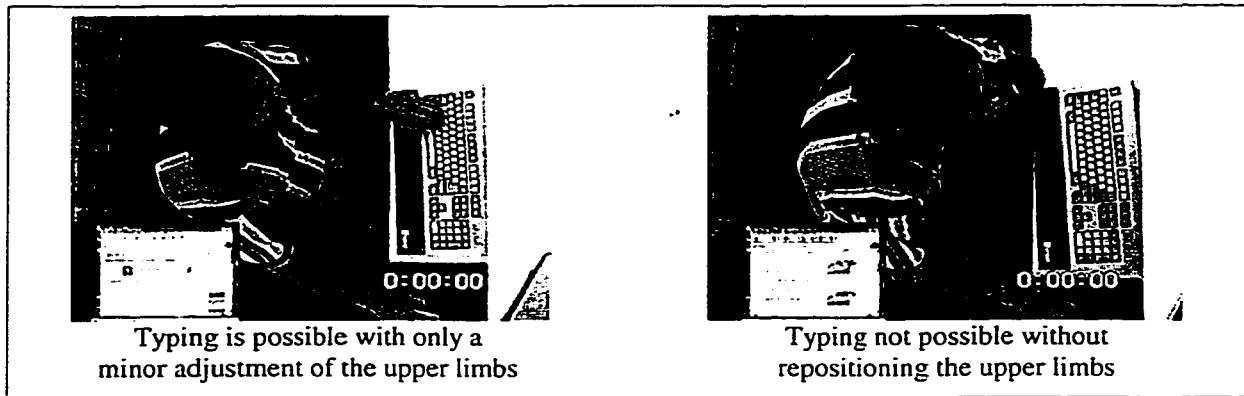 0:00:00
0:00:00
Typing is possible with only a
minor adjustment of the upper limbs
Typing not possible without
repositioning the upper limbs